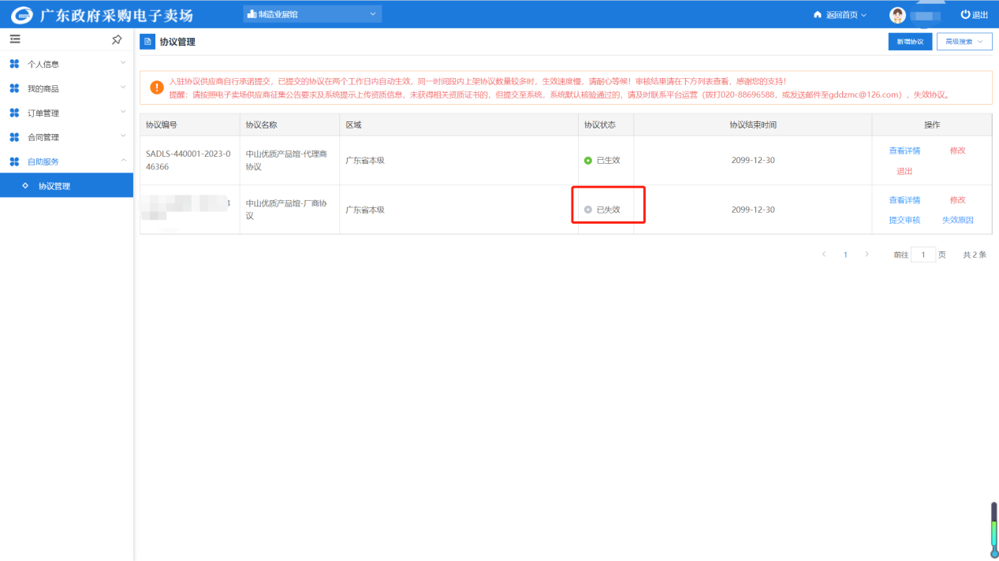 广东政府采购电子卖场
制造业展馆
返回首页
退出
个人信息
我的商品
订单管理
合同管理
自助服务
协议管理
协议管理
新增协议
高级搜索
入驻协议供应商自行承诺提交，已提交的协议在两个工作日内自动生效，同一时间段内上架协议数量较多时，生效速度慢，请耐心等候！审核结果请在下方列表查看，感谢您的支持！
提醒：请按照电子卖场供应商征集公告要求及系统提示上传资质信息，未获得相关资质证书的，但提交至系统，系统默认核验通过的，请及时联系平台运营（拨打020-88696588，或发送邮件至gddzmc@126.com），失效协议。
协议编号 协议名称 区域 协议状态 协议结束时间 操作
SADLS-440001-2023-0
46366
中山优质产品馆-代理商
协议
广东省本级
已生效
2099-12-30
查看详情 修改
退出
4
中山优质产品馆-厂商协
议
广东省本级
已失效
2099-12-30
查看详情 修改
提交审核 失效原因
1 前往 1 页 共 2 条